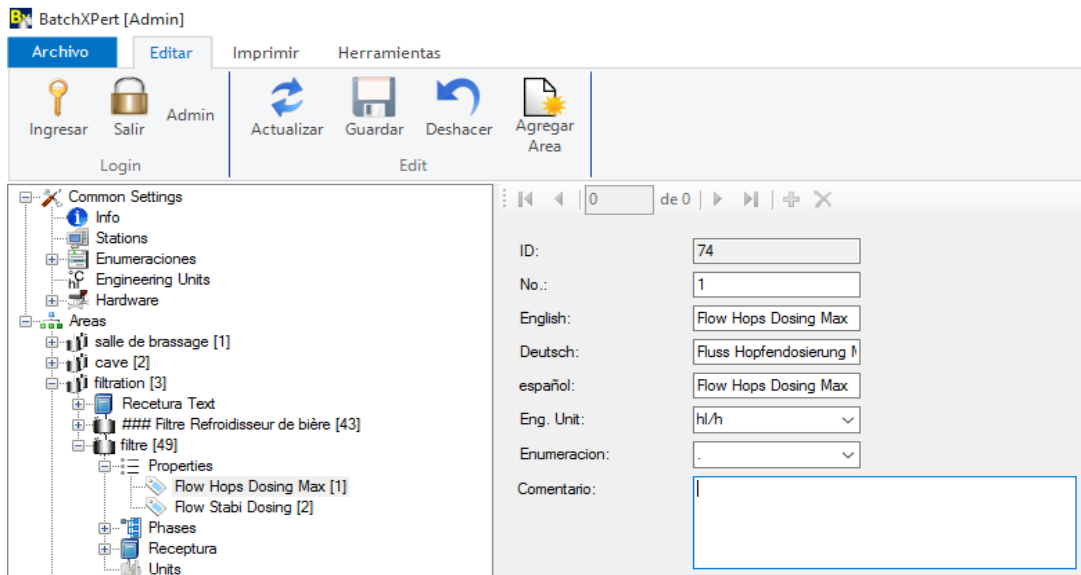 BatchXPert [Admin]
Archivo Editar Imprimir Herramientas
Ingresar Salir Admin Actualizar Guardar Deshacer Agregar Area
Login Edit
Common Settings
Info
Stations
Enumeraciones
Engineering Units
Hardware
Areas
salle de brassage [1]
cave [2]
filtration [3]
Recetura Text
### Filtre Refroidisseur de bière [43]
filtre [49]
Properties
Flow Hops Dosing Max [1]
Flow Stabi Dosing [2]
Phases
Receptura
Units
0 de 0
ID: 74
No.: 1
English: Flow Hops Dosing Max
Deutsch: Fluss Hopfendosierung
español: Flow Hops Dosing Max
Eng. Unit: hl/h
Enumeracion: .
Comentario: